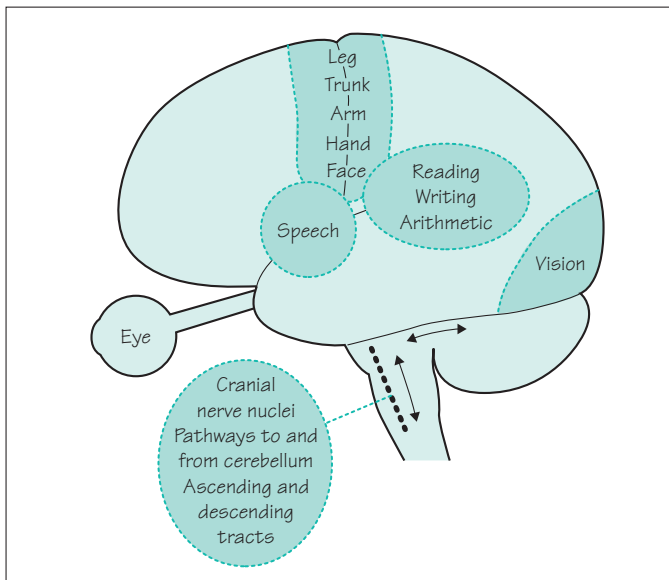 Leg
Trunk
Arm
Hand
Face
Reading
Writing
Arithmetic
Speech
Vision
Eye
Cranial
nerve nuclei
Pathways to and
from cerebellum
Ascending and
descending
tracts